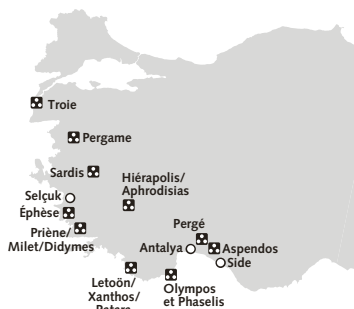 Troie
Pergame
Sardis
Hiérapolis/
Aphrodisias
Selçuk
Éphèse
Priène/
Milet/Didymes
Pergé
Antalya
Aspendos
Side
Letoön/
Xanthos/
Olympos
et Phaselis